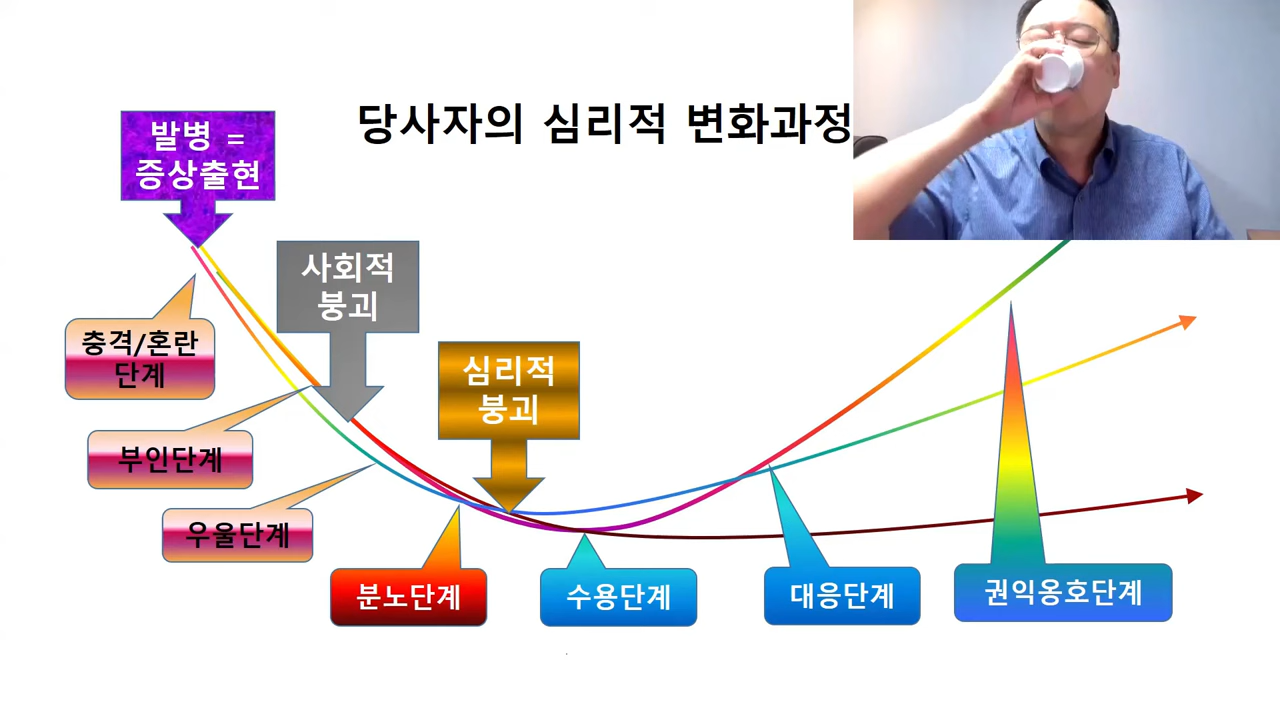 당사자의 심리적 변화과정
발병 =
증상출현
사회적
붕괴
심리적
붕괴
충격/혼란
단계
부인단계
우울단계
분노단계
수용단계
대응단계
권익옹호단계